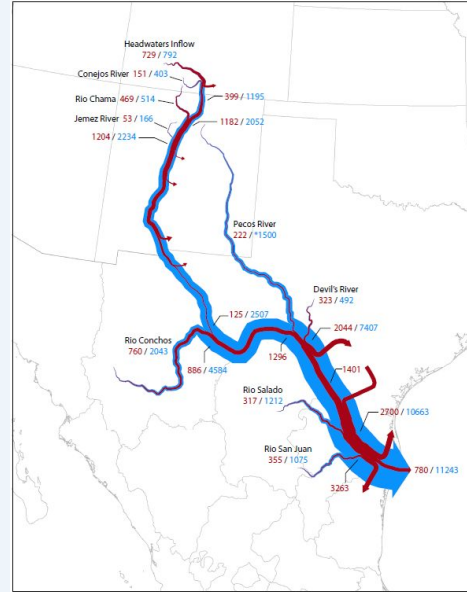 Headwaters Inflow
729 / 792
Conejos River 151 / 403
Rio Chama 469 / 514
399 / 1195
Jemez River 53 / 166
1182 / 2052
1204 / 2234
Pecos River
222 / *1500
Devil's River
323 / 492
125 / 2507
2044 / 7407
Rio Conchos
760 / 2043
1296
886 / 4584
1401
Rio Salado
317 / 1212
2700 / 10663
Rio San Juan
355 / 1075
780 / 11243
3263